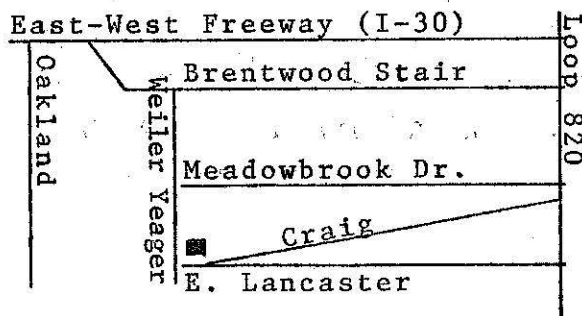 East-West Freeway (I-30)
Loop 820
Oakland
Weiler Yeager
Brentwood Stair
Meadowbrook Dr.
Craig
E. Lancaster